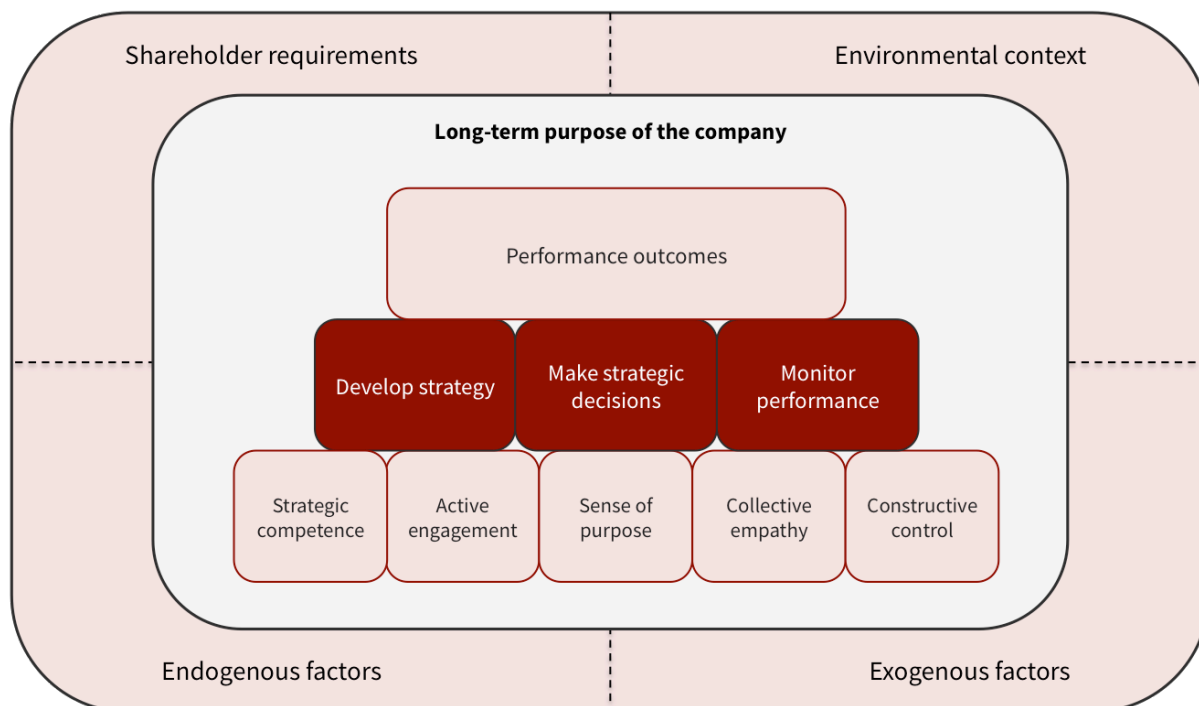 Shareholder requirements
Environmental context
Long-term purpose of the company
Performance outcomes
Develop strategy
Make strategic
decisions
Monitor
performance
Strategic
competence
Active
engagement
Sense of
purpose
Collective
empathy
Constructive
control
Endogenous factors
Exogenous factors